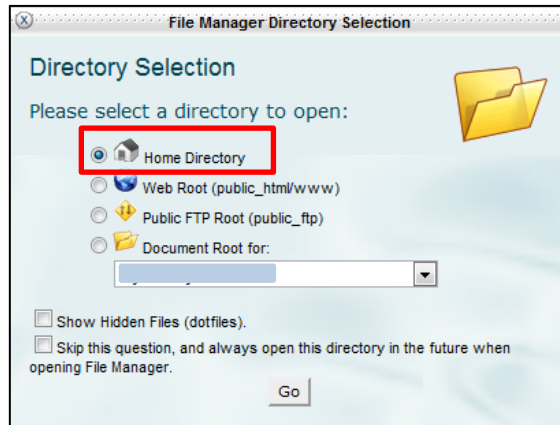 File Manager Directory Selection
Directory Selection
Please select a directory to open:
Home Directory
Web Root (public_html/www)
Public FTP Root (public_ftp)
Document Root for:
Show Hidden Files (dotfiles).
Skip this question, and always open this directory in the future when
opening File Manager.
Go